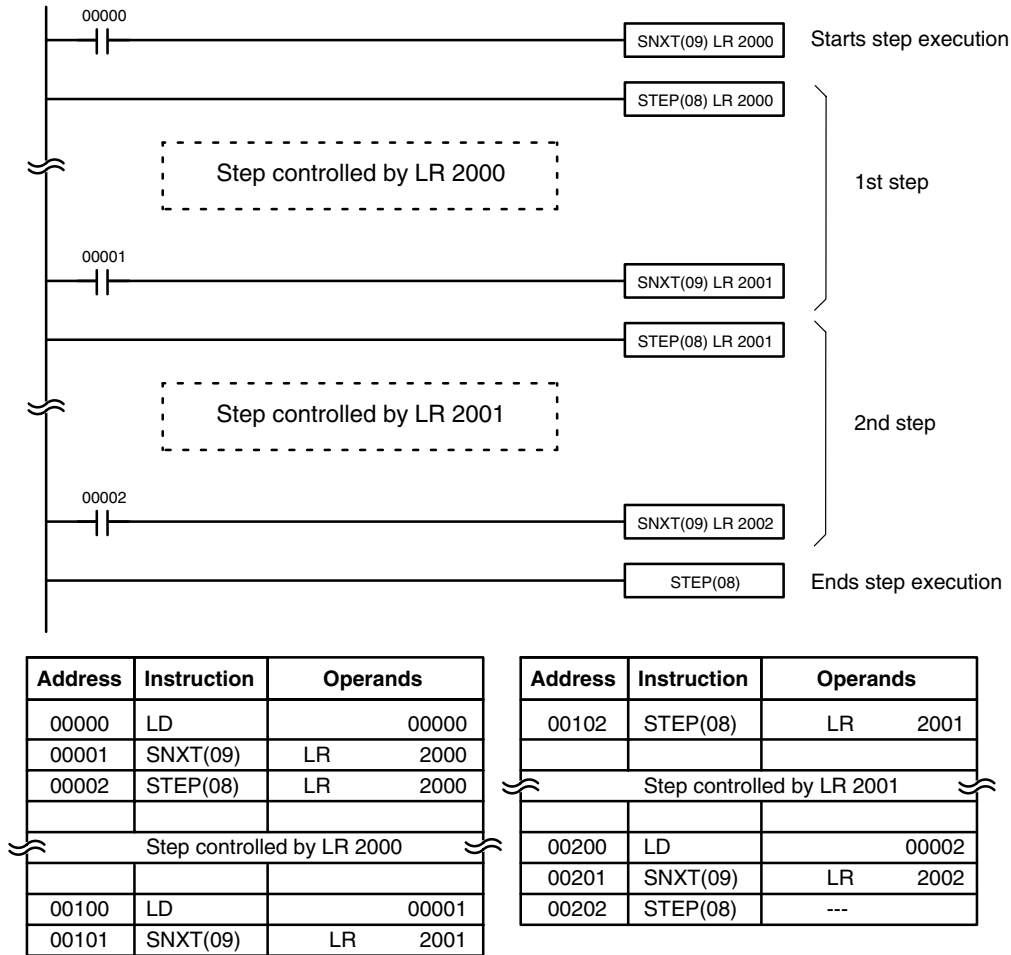 00000
SNXT(09) LR 2000 Starts step execution
STEP(08) LR 2000
Step controlled by LR 2000
1st step
00001
SNXT(09) LR 2001
STEP(08) LR 2001
Step controlled by LR 2001
2nd step
00002
SNXT(09) LR 2002
STEP(08) Ends step execution
Address Instruction Operands
00000 LD 00000
00001 SNXT(09) LR 2000
00002 STEP(08) LR 2000
Step controlled by LR 2000
00100 LD 00001
00101 SNXT(09) LR 2001
Address Instruction Operands
00102 STEP(08) LR 2001
Step controlled by LR 2001
00200 LD 00002
00201 SNXT(09) LR 2002
00202 STEP(08) ---